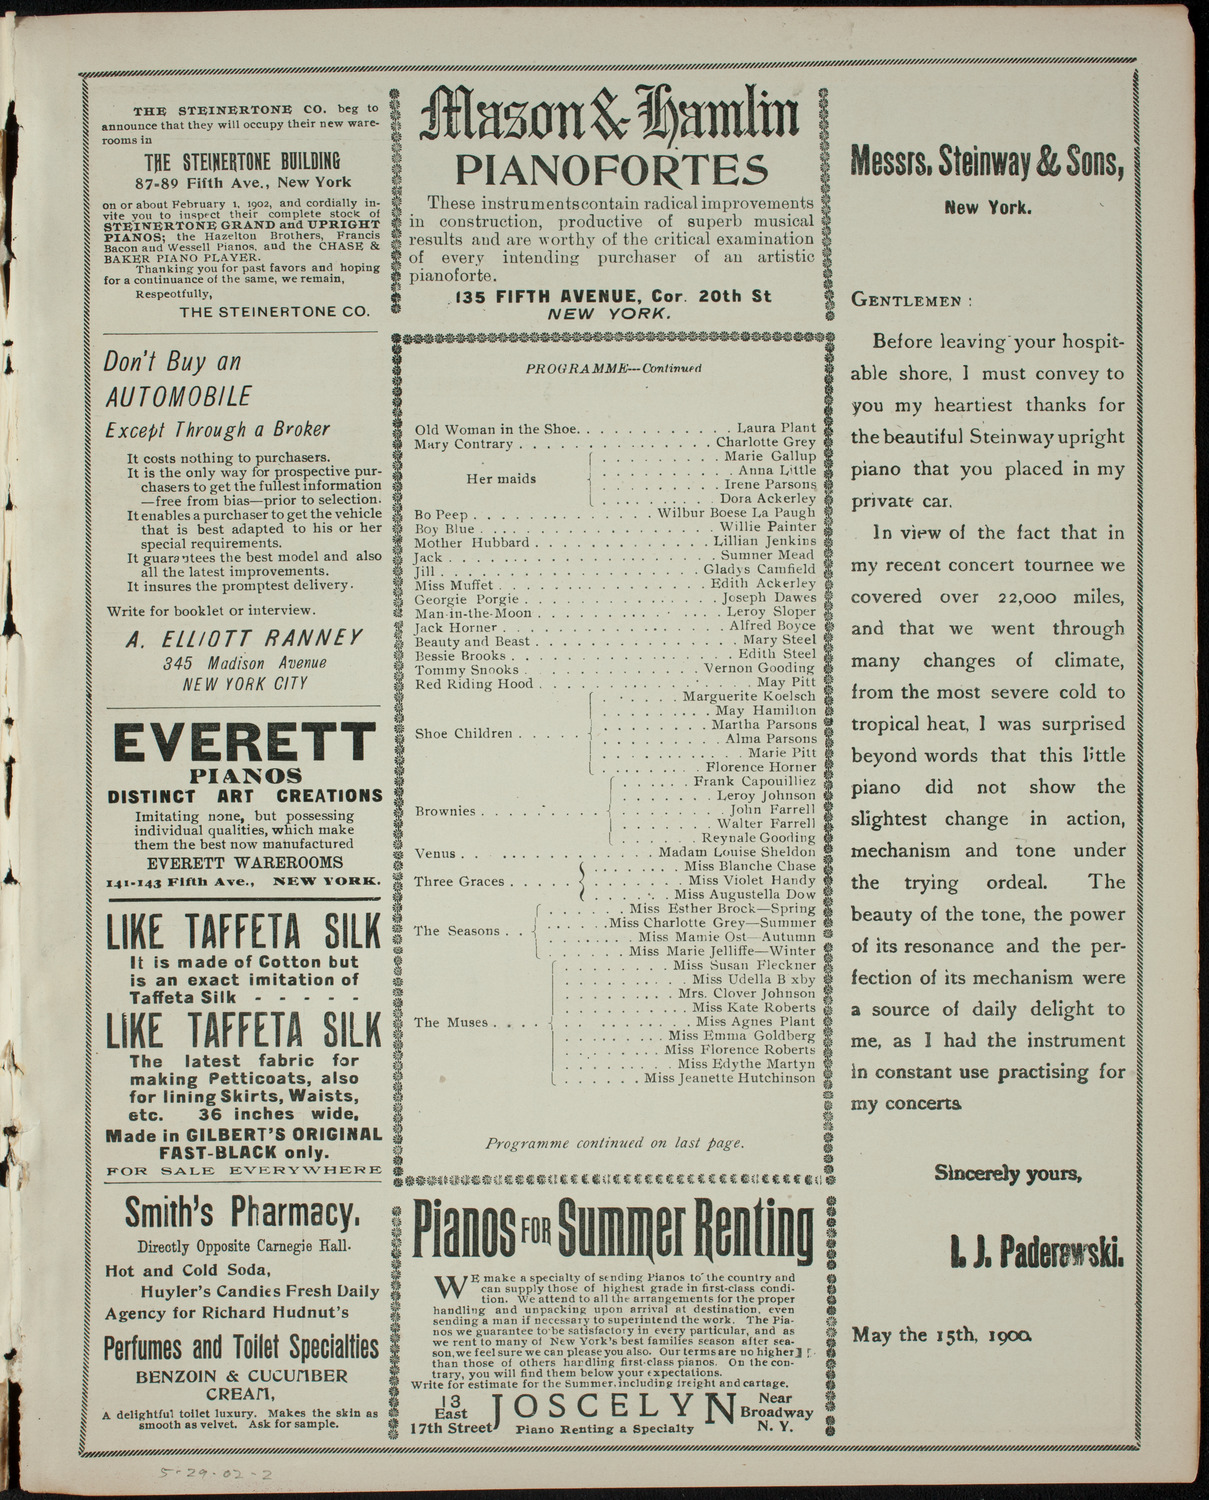 THE STEINERTONE CO. beg to
announce that they will occupy their new ware-
rooms in
THE STEINERTONE BUILDING
87-89 Fifth Ave., New York
on or about February 1, 1902, and cordially in-
vite you to inspect their complete stock of
STEINERTONE GRAND and UPRIGHT
PIANOS; the Hazelton Brothers, Francis
Bacon and Wessell Pianos, and the CHASE &
BAKER PIANO PLAYER.
Thanking you for past favors and hoping
for a continuance of the same, we remain,
Respectfully,
THE STEINERTONE CO.
Don't Buy an
AUTOMOBILE
Except Through a Broker
It costs nothing to purchasers.
It is the only way for prospective pur-
chasers to get the fullest information
—free from bias—prior to selection.
It enables a purchaser to get the vehicle
that is best adapted to his or her
special requirements.
It guarantees the best model and also
all the latest improvements.
It insures the promptest delivery.
Write for booklet or interview.
A. ELLIOTT RANNEY
345 Madison Avenue
NEW YORK CITY
EVERETT
PIANOS
DISTINCT ART CREATIONS
Imitating none, but possessing
individual qualities, which make
them the best now manufactured
EVERETT WAREROOMS
141-143 Fifth Ave., NEW YORK.
LIKE TAFFETA SILK
It is made of Cotton but
is an exact imitation of
Taffeta Silk - - - - -
LIKE TAFFETA SILK
The latest fabric for
making Petticoats, also
for lining Skirts, Waists,
etc. 36 inches wide,
Made in GILBERT'S ORIGINAL
FAST-BLACK only.
FOR SALE EVERYWHERE
Smith's Pharmacy,
Directly Opposite Carnegie Hall.
Hot and Cold Soda,
Huyler's Candies Fresh Daily
Agency for Richard Hudnut's
Perfumes and Toilet Specialties
BENZOIN & CUCUMBER
CREAM,
A delightful toilet luxury. Makes the skin as
smooth as velvet. Ask for sample.
Mason & Hamlin
PIANOFORTES
These instruments contain radical improvements
in construction, productive of superb musical
results and are worthy of the critical examination
of every intending purchaser of an artistic
pianoforte.
135 FIFTH AVENUE, Cor. 20th St
NEW YORK.
PROGRAMME---Continued
Old Woman in the Shoe. . . . . . . . . . . Laura Plant
Mary Contrary . . . . . . . . . . . . . Charlotte Grey
. . . . . . . . . Marie Gallup
. . . . . . . . . . Anna Little
Her maids
. . . . . . . . . Irene Parsons
. . . . . . . . . Dora Ackerley
Bo Peep . . . . . . . . . . . . Wilbur Boese La Paugh
Boy Blue . . . . . . . . . . . . . . . Willie Painter
Mother Hubbard . . . . . . . . . . . . Lillian Jenkins
Jack . . . . . . . . . . . . . . . . . . Sumner Mead
Jill . . . . . . . . . . . . . . . . . Gladys Camfield
Miss Muffet . . . . . . . . . . . . . . Edith Ackerley
Georgie Porgie . . . . . . . . . . . . . Joseph Dawes
Man-in-the-Moon . . . . . . . . . . . . . Leroy Sloper
Jack Horner . . . . . . . . . . . . . . . Alfred Boyce
Beauty and Beast . . . . . . . . . . . . . Mary Steel
Bessie Brooks . . . . . . . . . . . . . . . Edith Steel
Tommy Snooks . . . . . . . . . . . . . Vernon Gooding
Red Riding Hood . . . . . . . . . . . . . . May Pitt
. . . . . . . Marguerite Koelsch
. . . . . . . . . May Hamilton
. . . . . . . . . Martha Parsons
Shoe Children . . . . .
. . . . . . . . . . Alma Parsons
. . . . . . . . . . . Marie Pitt
. . . . . . . . . Florence Horner
. . . . . . Frank Capouilliez
. . . . . . . . Leroy Johnson
Brownies . . . . . . . . . . . . . . . . . . John Farrell
. . . . . . . . Walter Farrell
. . . . . . . Reynale Gooding
Venus . . . . . . . . . . . . . . Madam Louise Sheldon
. . . . . . . Miss Blanche Chase
Three Graces . . . . . . . . . . . . . Miss Violet Handy
. . . . . . Miss Augustella Dow
. . . . . . Miss Esther Brock—Spring
. . . . . Miss Charlotte Grey—Summer
The Seasons . .
. . . . . . . Miss Mamie Ost—Autumn
. . . . . . Miss Marie Jelliffe—Winter
. . . . . . . . . Miss Susan Fleckner
. . . . . . . . . Miss Udella B xby
. . . . . . . . Mrs. Clover Johnson
. . . . . . . . . Miss Kate Roberts
The Muses . . . . . . . . . . . . . . . Miss Agnes Plant
. . . . . . . . Miss Emma Goldberg
. . . . . . . . Miss Florence Roberts
. . . . . . . . . Miss Edythe Martyn
. . . . . . Miss Jeanette Hutchinson
Programme continued on last page.
Pianos FOR Summer Renting
WE make a specialty of sending Pianos to the country and
can supply those of highest grade in first-class condi-
tion. We attend to all the arrangements for the proper
handling and unpacking upon arrival at destination, even
sending a man if necessary to superintend the work. The Pia-
nos we guarantee to be satisfactory in every particular, and as
we rent to many of New York's best families season after sea-
son, we feel sure we can please you also. Our terms are no higher
than those of others handling first-class pianos. On the con-
trary, you will find them below your expectations.
Write for estimate for the Summer, including freight and cartage.
13
East
17th Street
JOSCELYN
Piano Renting a Specialty
Near
Broadway
N. Y.
Messrs. Steinway & Sons,
New York.
GENTLEMEN :
Before leaving your hospit-
able shore, I must convey to
you my heartiest thanks for
the beautiful Steinway upright
piano that you placed in my
private car.
In view of the fact that in
my recent concert tournee we
covered over 22,000 miles,
and that we went through
many changes of climate,
from the most severe cold to
tropical heat, I was surprised
beyond words that this little
piano did not show the
slightest change in action,
mechanism and tone under
the trying ordeal. The
beauty of the tone, the power
of its resonance and the per-
fection of its mechanism were
a source of daily delight to
me, as I had the instrument
in constant use practising for
my concerts.
Sincerely yours,
I. J. Paderewski.
May the 15th, 1900.
5-29-02-2